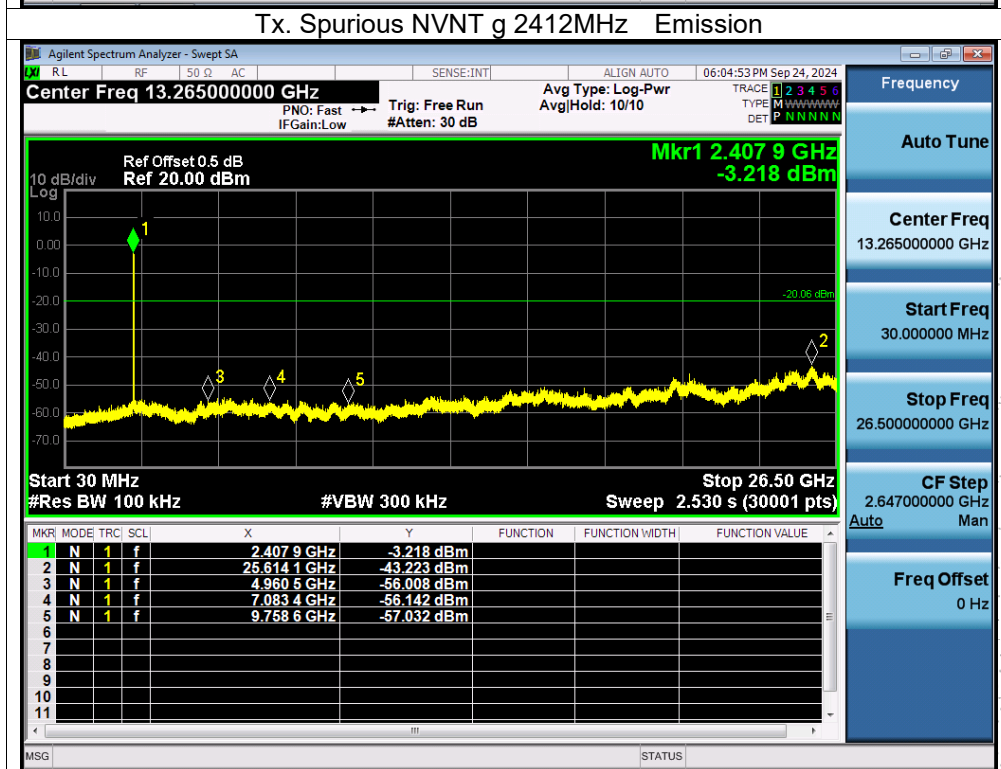 Tx. Spurious NVNT g 2412MHz Emission
Agilent Spectrum Analyzer - Swept SA
LXI RL RF 50 Ω AC SENSE:INT ALIGN AUTO 06:04:53 PM Sep 24, 2024
Center Freq 13.265000000 GHz
PNO: Fast
IFGain:Low
Trig: Free Run
#Atten: 30 dB
Avg Type: Log-Pwr
Avg|Hold: 10/10
TRACE 1 2 3 4 5 6
TYPE M WWWWW
DET P N N N N N
Ref Offset 0.5 dB
10 dB/div Ref 20.00 dBm
Log
Mkr1 2.407 9 GHz
-3.218 dBm
10.0
0.00
-10.0
-20.0
-30.0
-40.0
-50.0
-60.0
-70.0
1
-20.06 dBm
2
3
4
5
Start 30 MHz Stop 26.50 GHz
#Res BW 100 kHz #VBW 300 kHz Sweep 2.530 s (30001 pts)
MKR MODE TRC SCL X Y FUNCTION FUNCTION WIDTH FUNCTION VALUE
1 N 1 f 2.407 9 GHz -3.218 dBm
2 N 1 f 25.614 1 GHz -43.223 dBm
3 N 1 f 4.960 5 GHz -56.008 dBm
4 N 1 f 7.083 4 GHz -56.142 dBm
5 N 1 f 9.758 6 GHz -57.032 dBm
6
7
8
9
10
11
MSG STATUS
Frequency
Auto Tune
Center Freq
13.265000000 GHz
Start Freq
30.000000 MHz
Stop Freq
26.500000000 GHz
CF Step
2.647000000 GHz
Auto Man
Freq Offset
0 Hz